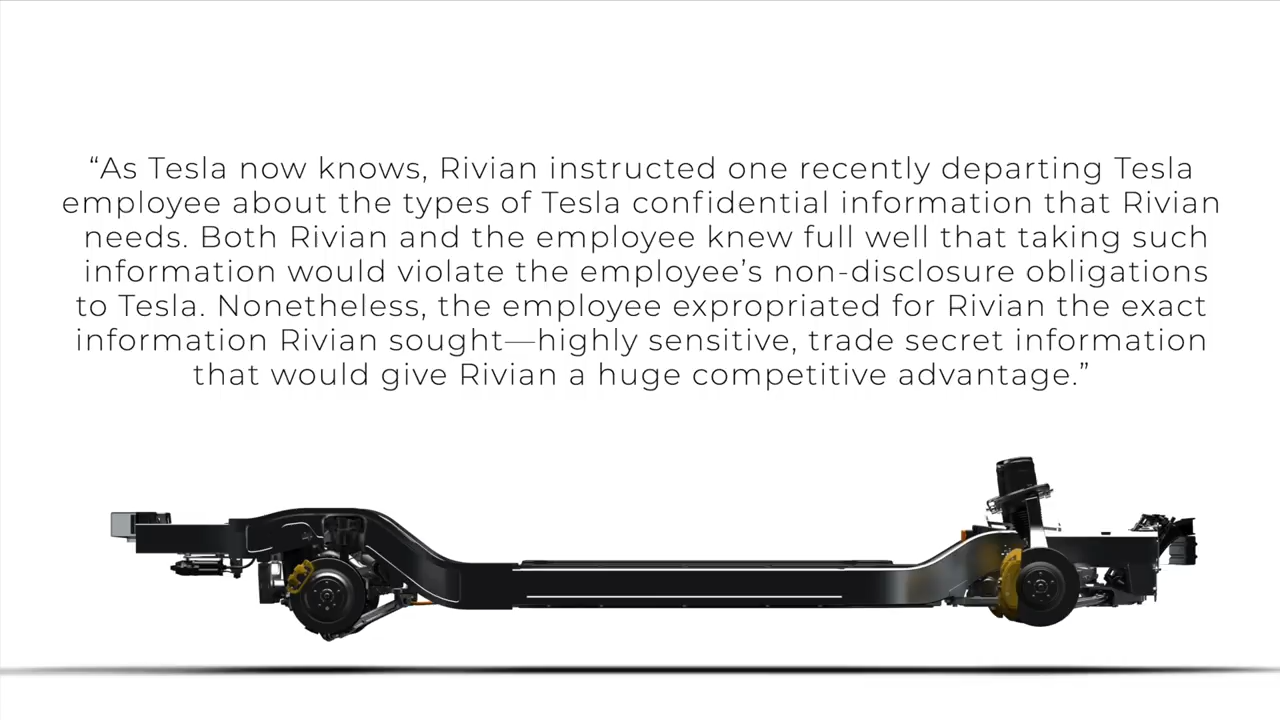 “As Tesla now knows, Rivian instructed one recently departing Tesla
employee about the types of Tesla confidential information that Rivian
needs. Both Rivian and the employee knew full well that taking such
information would violate the employee’s non-disclosure obligations
to Tesla. Nonetheless, the employee expropriated for Rivian the exact
information Rivian sought—highly sensitive, trade secret information
that would give Rivian a huge competitive advantage.”